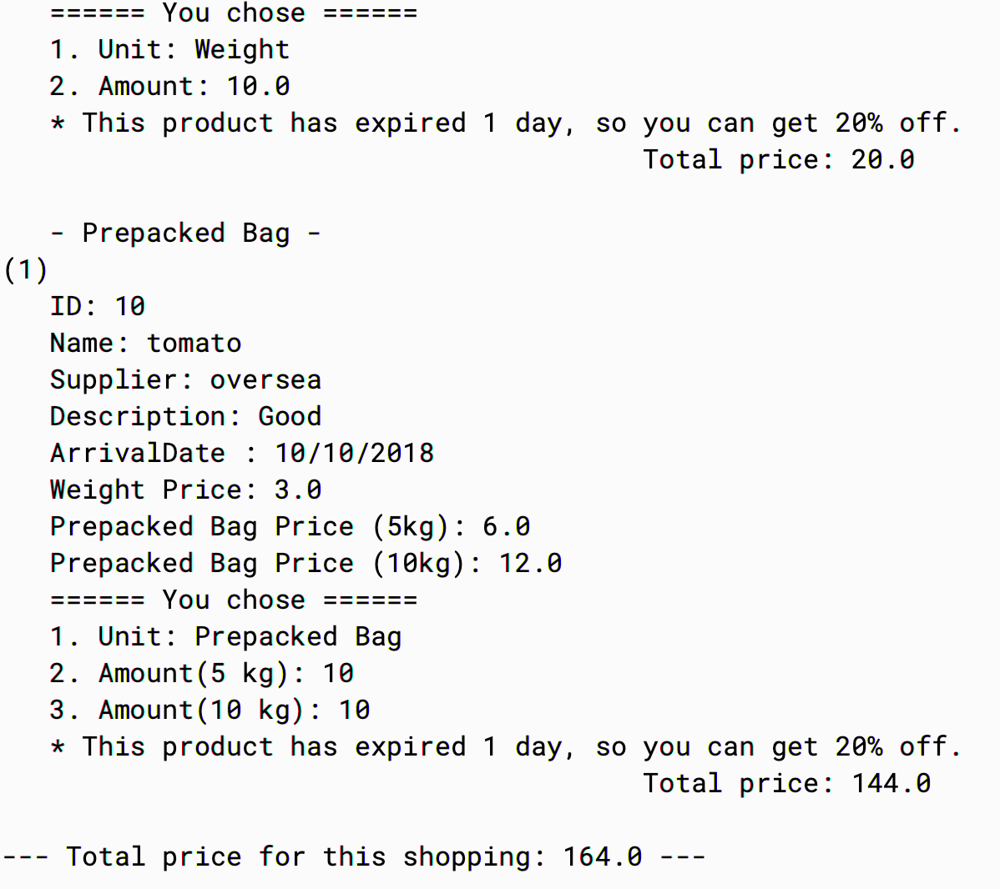 ====== You chose ======
1. Unit: Weight
2. Amount: 10.0
* This product has expired 1 day, so you can get 20% off.
Total price: 20.0
- Prepacked Bag -
(1)
ID: 10
Name: tomato
Supplier: oversea
Description: Good
ArrivalDate : 10/10/2018
Weight Price: 3.0
Prepacked Bag Price (5kg): 6.0
Prepacked Bag Price (10kg): 12.0
====== You chose ======
1. Unit: Prepacked Bag
2. Amount(5 kg): 10
3. Amount(10 kg): 10
* This product has expired 1 day, so you can get 20% off.
Total price: 144.0
--- Total price for this shopping: 164.0 ---